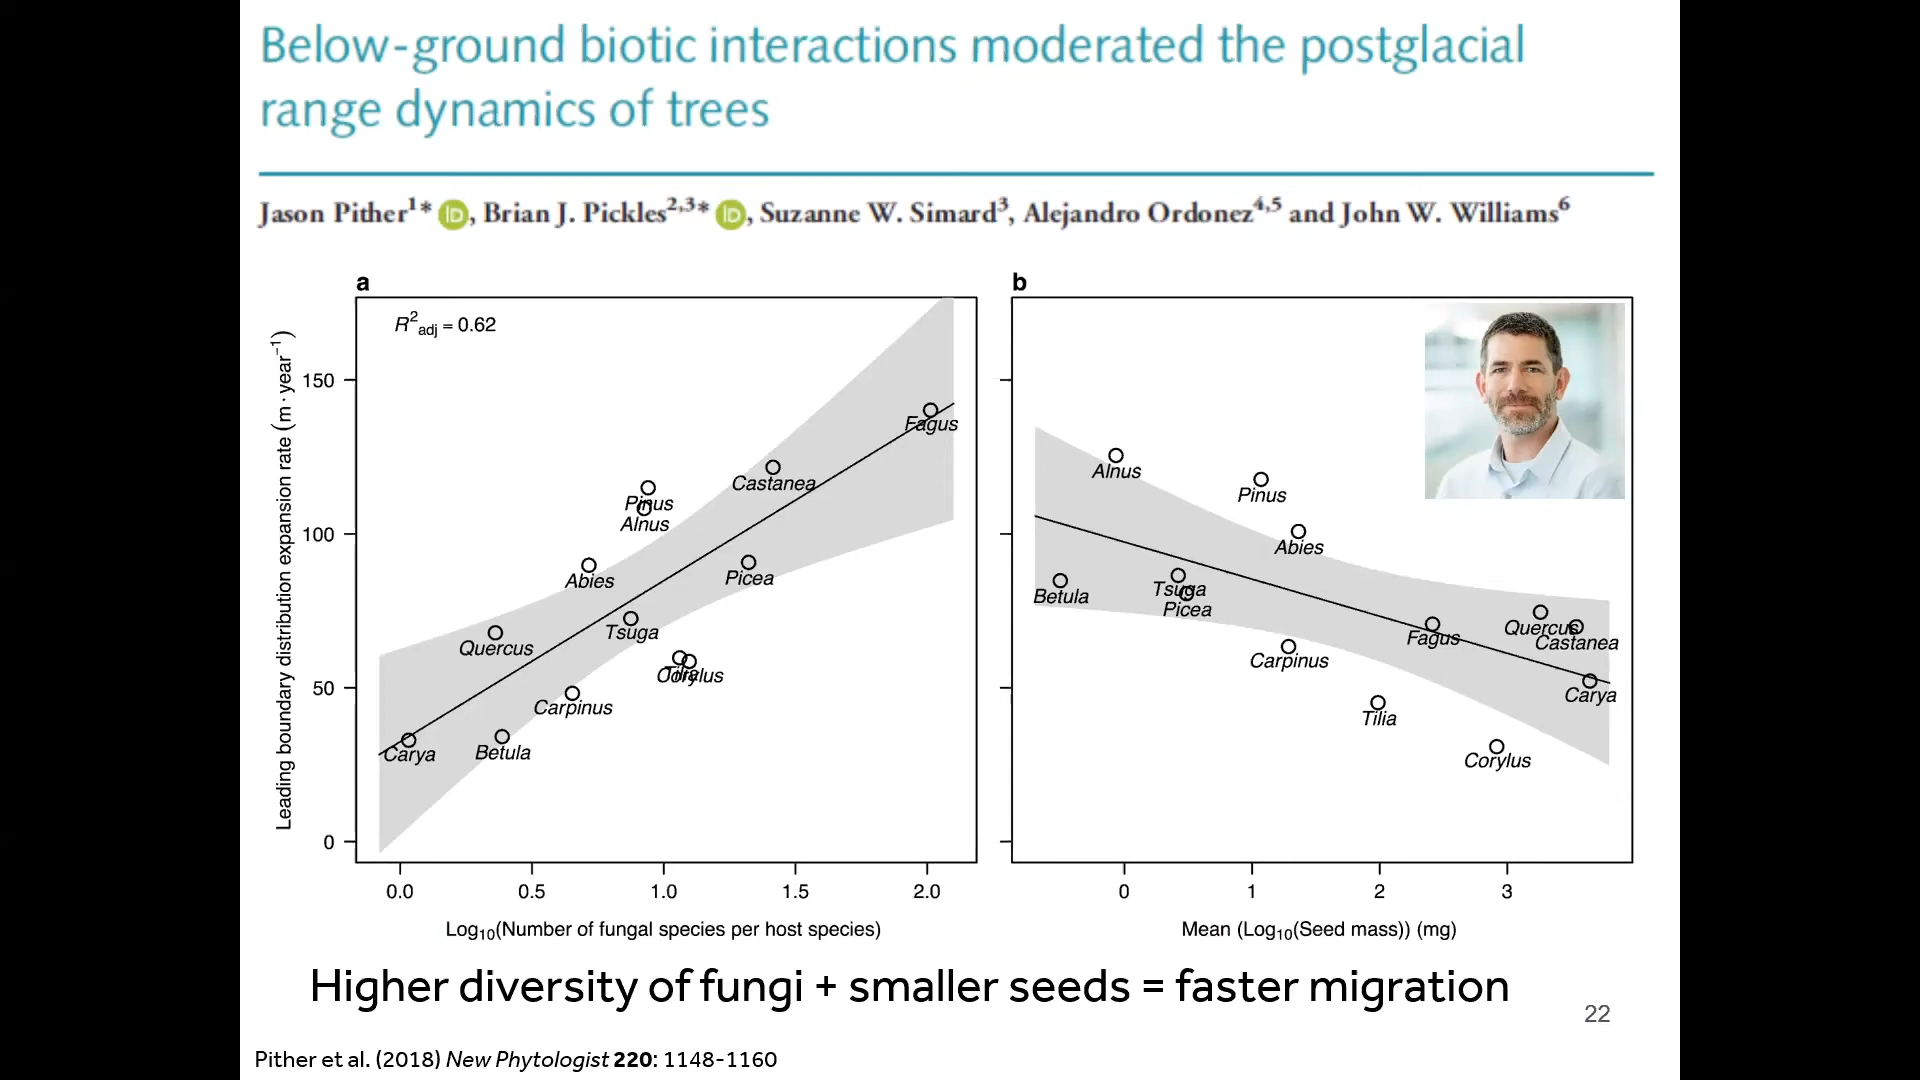 Below-ground biotic interactions moderated the postglacial
range dynamics of trees
Jason Pither¹* iD, Brian J. Pickles²,³* iD, Suzanne W. Simard³, Alejandro Ordonez⁴,⁵ and John W. Williams⁶
a
R²adj = 0.62
Leading boundary distribution expansion rate (m · year⁻¹)
150
100
50
0
Fagus
Castanea
Pinus
Alnus
Abies
Picea
Tsuga
Quercus
Tilia
Corylus
Carpinus
Carya
Betula
0.0 0.5 1.0 1.5 2.0
Log₁₀(Number of fungal species per host species)
b
Alnus
Pinus
Abies
Betula
Tsuga
Picea
Quercus
Castanea
Fagus
Carpinus
Carya
Tilia
Corylus
0 1 2 3
Mean (Log₁₀(Seed mass)) (mg)
Higher diversity of fungi + smaller seeds = faster migration
22
Pither et al. (2018) New Phytologist 220: 1148-1160